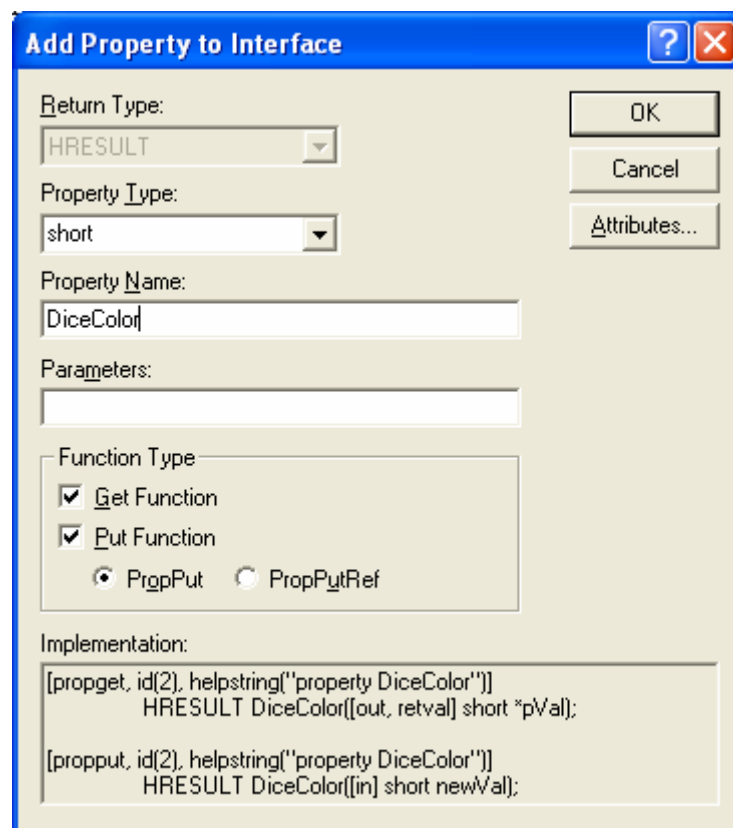 Add Property to Interface
Return Type:
HRESULT
OK
Cancel
Property Type:
short
Attributes...
Property Name:
DiceColor
Parameters:
Function Type
Get Function
Put Function
PropPut PropPutRef
Implementation:
[propget, id(2), helpstring("property DiceColor")]
HRESULT DiceColor([out, retval] short *pVal);
[propput, id(2), helpstring("property DiceColor")]
HRESULT DiceColor([in] short newVal);